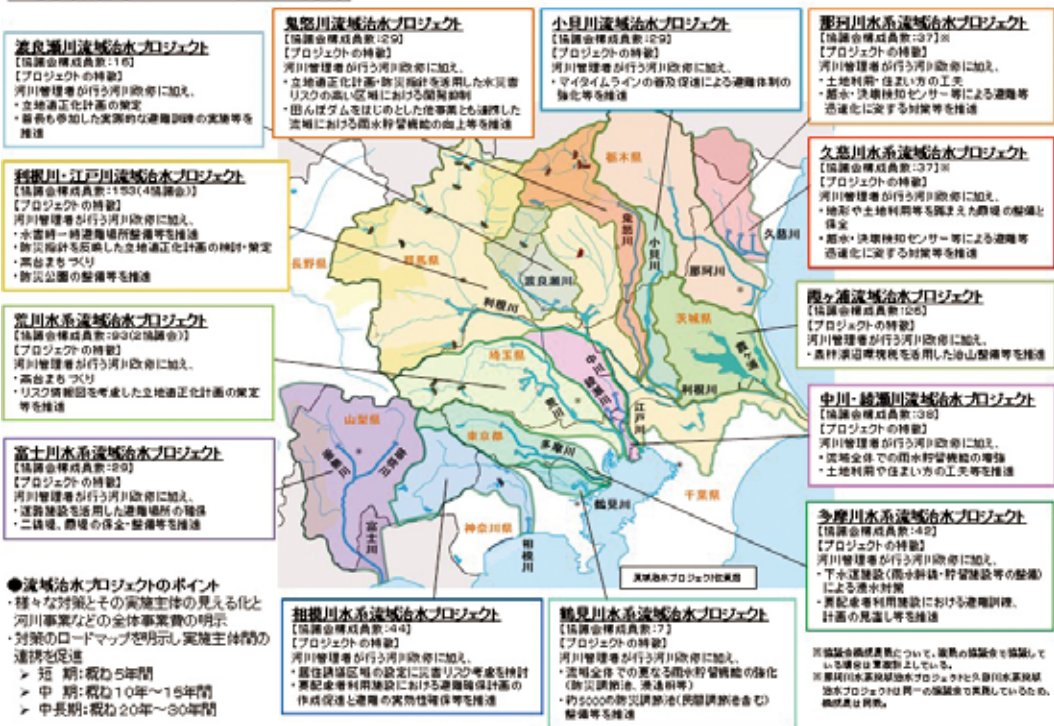 渡良瀬川流域治水プロジェクト
【協議会構成員数:16】
【プロジェクトの特徴】
河川管理者が行う河川改修に加え、
・立地適正化計画の策定
・首長も参加した実践的な避難訓練の実施等を
推進
鬼怒川流域治水プロジェクト
【協議会構成員数:29】
【プロジェクトの特徴】
河川管理者が行う河川改修に加え、
・立地適正化計画・防災指針を活用した水災害
リスクの高い区域における開発抑制
・田んぼダムをはじめとした他事業とも連携した
流域における雨水貯留機能の向上等を推進
小貝川流域治水プロジェクト
【協議会構成員数:29】
【プロジェクトの特徴】
河川管理者が行う河川改修に加え、
・マイタイムラインの普及促進による避難体制の
強化等を推進
那珂川水系流域治水プロジェクト
【協議会構成員数:37】※
【プロジェクトの特徴】
河川管理者が行う河川改修に加え、
・土地利用・住まい方の工夫
・越水・決壊検知センサー等による避難等
迅速化に資する対策等を推進
利根川・江戸川流域治水プロジェクト
【協議会構成員数:153(4協議会)】
【プロジェクトの特徴】
河川管理者が行う河川改修に加え、
・水害時一時避難場所整備等を推進
・防災指針を反映した立地適正化計画の検討・策定
・高台まちづくり
・防災公園の整備等を推進
久慈川水系流域治水プロジェクト
【協議会構成員数:37】※
【プロジェクトの特徴】
河川管理者が行う河川改修に加え、
・地形や土地利用等を踏まえた霞堤の整備と
保全
・越水・決壊検知センサー等による避難等
迅速化に資する対策等を推進
荒川水系流域治水プロジェクト
【協議会構成員数:93(2協議会)】
【プロジェクトの特徴】
河川管理者が行う河川改修に加え、
・高台まちづくり
・リスク情報図を考慮した立地適正化計画の策定
等を推進
霞ヶ浦流域治水プロジェクト
【協議会構成員数:26】
【プロジェクトの特徴】
河川管理者が行う河川改修に加え、
・森林湖沼環境税を活用した治山整備等を推進
富士川水系流域治水プロジェクト
【協議会構成員数:29】
【プロジェクトの特徴】
河川管理者が行う河川改修に加え、
・道路施設を活用した避難場所の確保
・二線堤、霞堤の保全・整備等を推進
中川・綾瀬川流域治水プロジェクト
【協議会構成員数:38】
【プロジェクトの特徴】
河川管理者が行う河川改修に加え、
・流域全体での雨水貯留機能の増強
・土地利用や住まい方の工夫等を推進
多摩川水系流域治水プロジェクト
【協議会構成員数:42】
【プロジェクトの特徴】
河川管理者が行う河川改修に加え、
・下水道施設(雨水幹線・貯留施設等の整備)
による浸水対策
・要配慮者利用施設における避難訓練、
計画の見直し等を推進
栃木県
長野県
群馬県
鬼怒川
小貝川
久慈川
那珂川
渡良瀬川
利根川
茨城県
霞ヶ浦
埼玉県
中川
綾瀬川
荒川
江戸川
利根川
山梨県
東京都
多摩川
千葉県
鶴見川
神奈川県
富士川
相模川
流域治水プロジェクト位置図
●流域治水プロジェクトのポイント
・様々な対策とその実施主体の見える化と
河川事業などの全体事業費の明示
・対策のロードマップを明示し実施主体間の
連携を促進
➢ 短 期:概ね5年間
➢ 中 期:概ね10年～15年間
➢ 中長期:概ね20年～30年間
相模川水系流域治水プロジェクト
【協議会構成員数:44】
【プロジェクトの特徴】
河川管理者が行う河川改修に加え、
・居住誘導区域の設定に災害リスク考慮を検討
・要配慮者利用施設における避難確保計画の
作成促進と避難の実効性確保等を推進
鶴見川水系流域治水プロジェクト
【協議会構成員数:7】
【プロジェクトの特徴】
河川管理者が行う河川改修に加え、
・流域全体での更なる雨水貯留機能の強化
(防災調節池、浸透桝等)
・約5000の防災調節池(民間調節池含む)
整備等を推進
※協議会構成員数について、複数の協議会で協議して
いる場合は重複計上している。
※那珂川水系流域治水プロジェクトと久慈川水系流域
治水プロジェクトは同一の協議会で実施しているため、
構成員は同数。